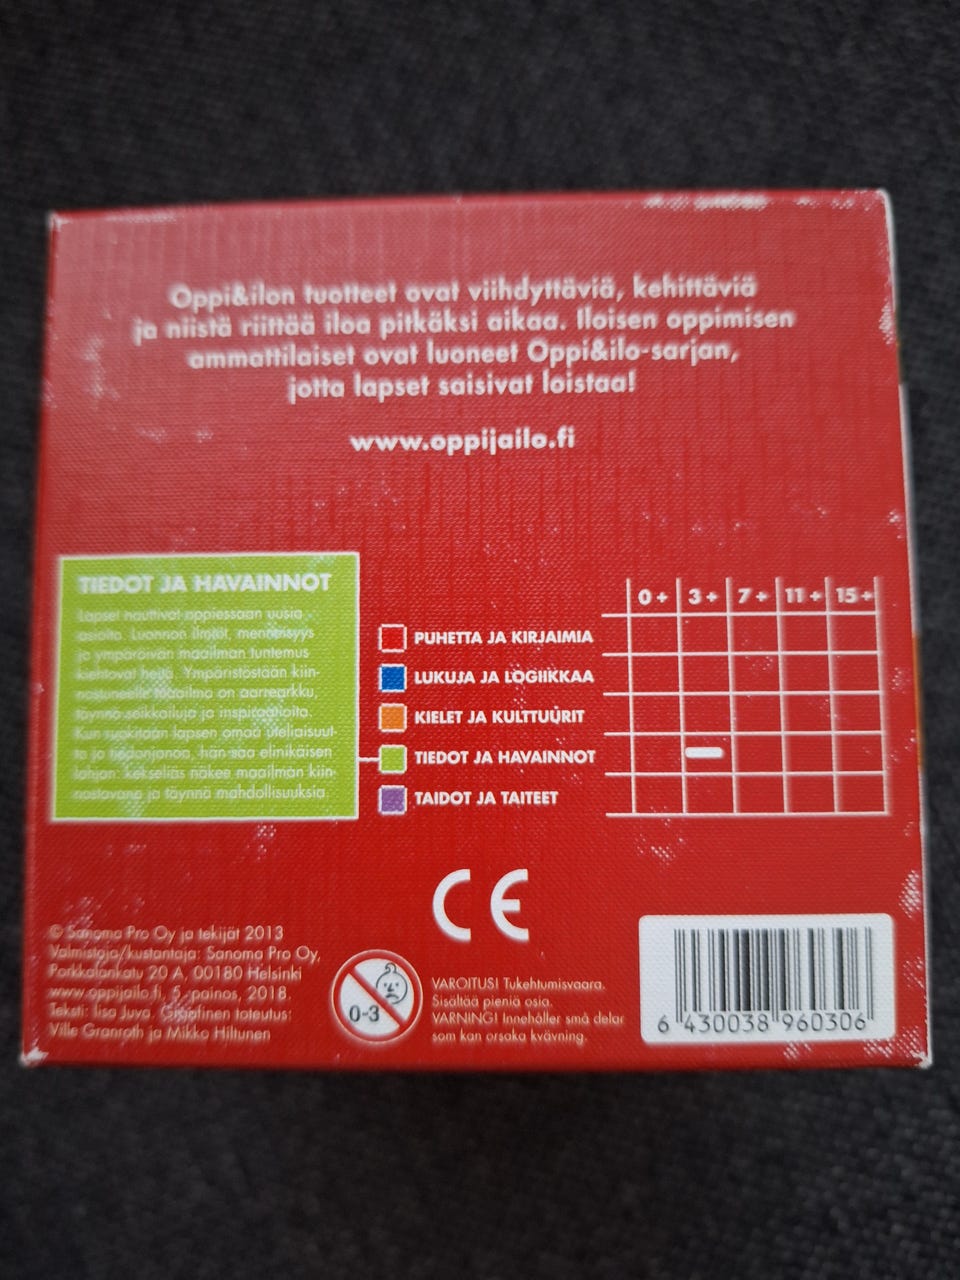 Oppi&ilon tuotteet ovat viihdyttäviä, kehittäviä
ja niistä riittää iloa pitkäksi aikaa. Iloisen oppimisen
ammattilaiset ovat luoneet Oppi&ilo-sarjan,
jotta lapset saisivat loistaa!
www.oppijailo.fi
TIEDOT JA HAVAINNOT
Lapset nauttivat oppiessaan uusia
asioita. Luonnon ilmiöt, menneisyys
ja ympäröivän maailman tuntemus
kiehtovat heitä. Ympäristöstään kiin-
nostuneelle maailma on aarrearkku,
täynnä seikkailuja ja inspiraatioita.
Kun ruokitaan lapsen omaa uteliaisuut-
ta ja tiedonjanoa, hän saa elinikäisen
lahjan: kekseliäs näkee maailman kiin-
nostavana ja täynnä mahdollisuuksia.
0+ 3+ 7+ 11+ 15+
PUHETTA JA KIRJAIMIA
LUKUJA JA LOGIIKKAA
KIELET JA KULTTUURIT
TIEDOT JA HAVAINNOT
TAIDOT JA TAITEET
CE
© Sanoma Pro Oy ja tekijät 2013
Valmistaja/kustantaja: Sanoma Pro Oy,
Porkkalankatu 20 A, 00180 Helsinki
www.oppijailo.fi, 5. painos, 2018.
Teksti: Iisa Juva. Graafinen toteutus:
Ville Granroth ja Mikko Hiltunen
0-3
VAROITUS! Tukehtumisvaara.
Sisältää pieniä osia.
VARNING! Innehåller små delar
som kan orsaka kvävning.
6 430038 960306